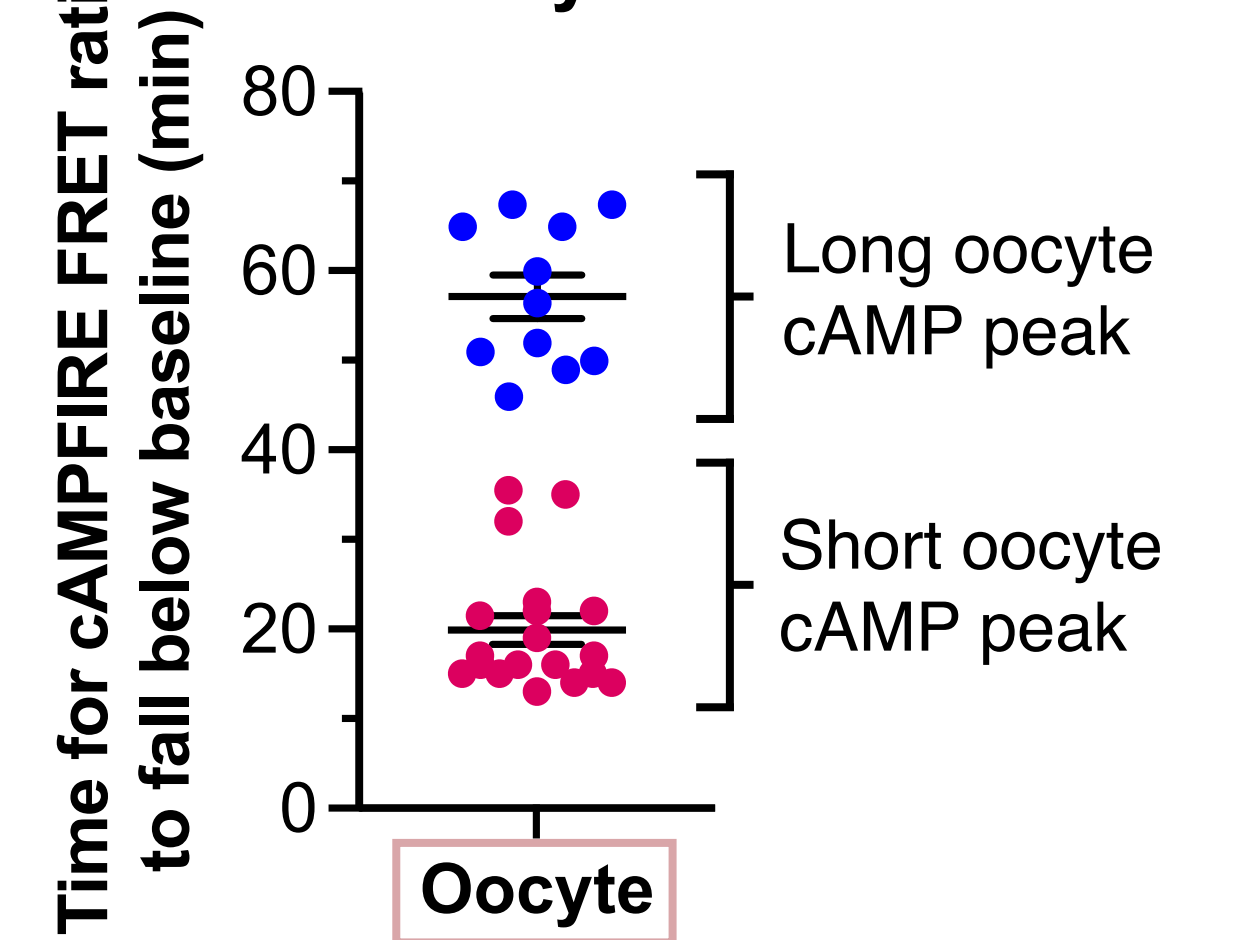 Time for cAMPFIRE FRET
to fall below baseline (min)
80
60
40
20
0
Long oocyte
cAMP peak
Short oocyte
cAMP peak
Oocyte